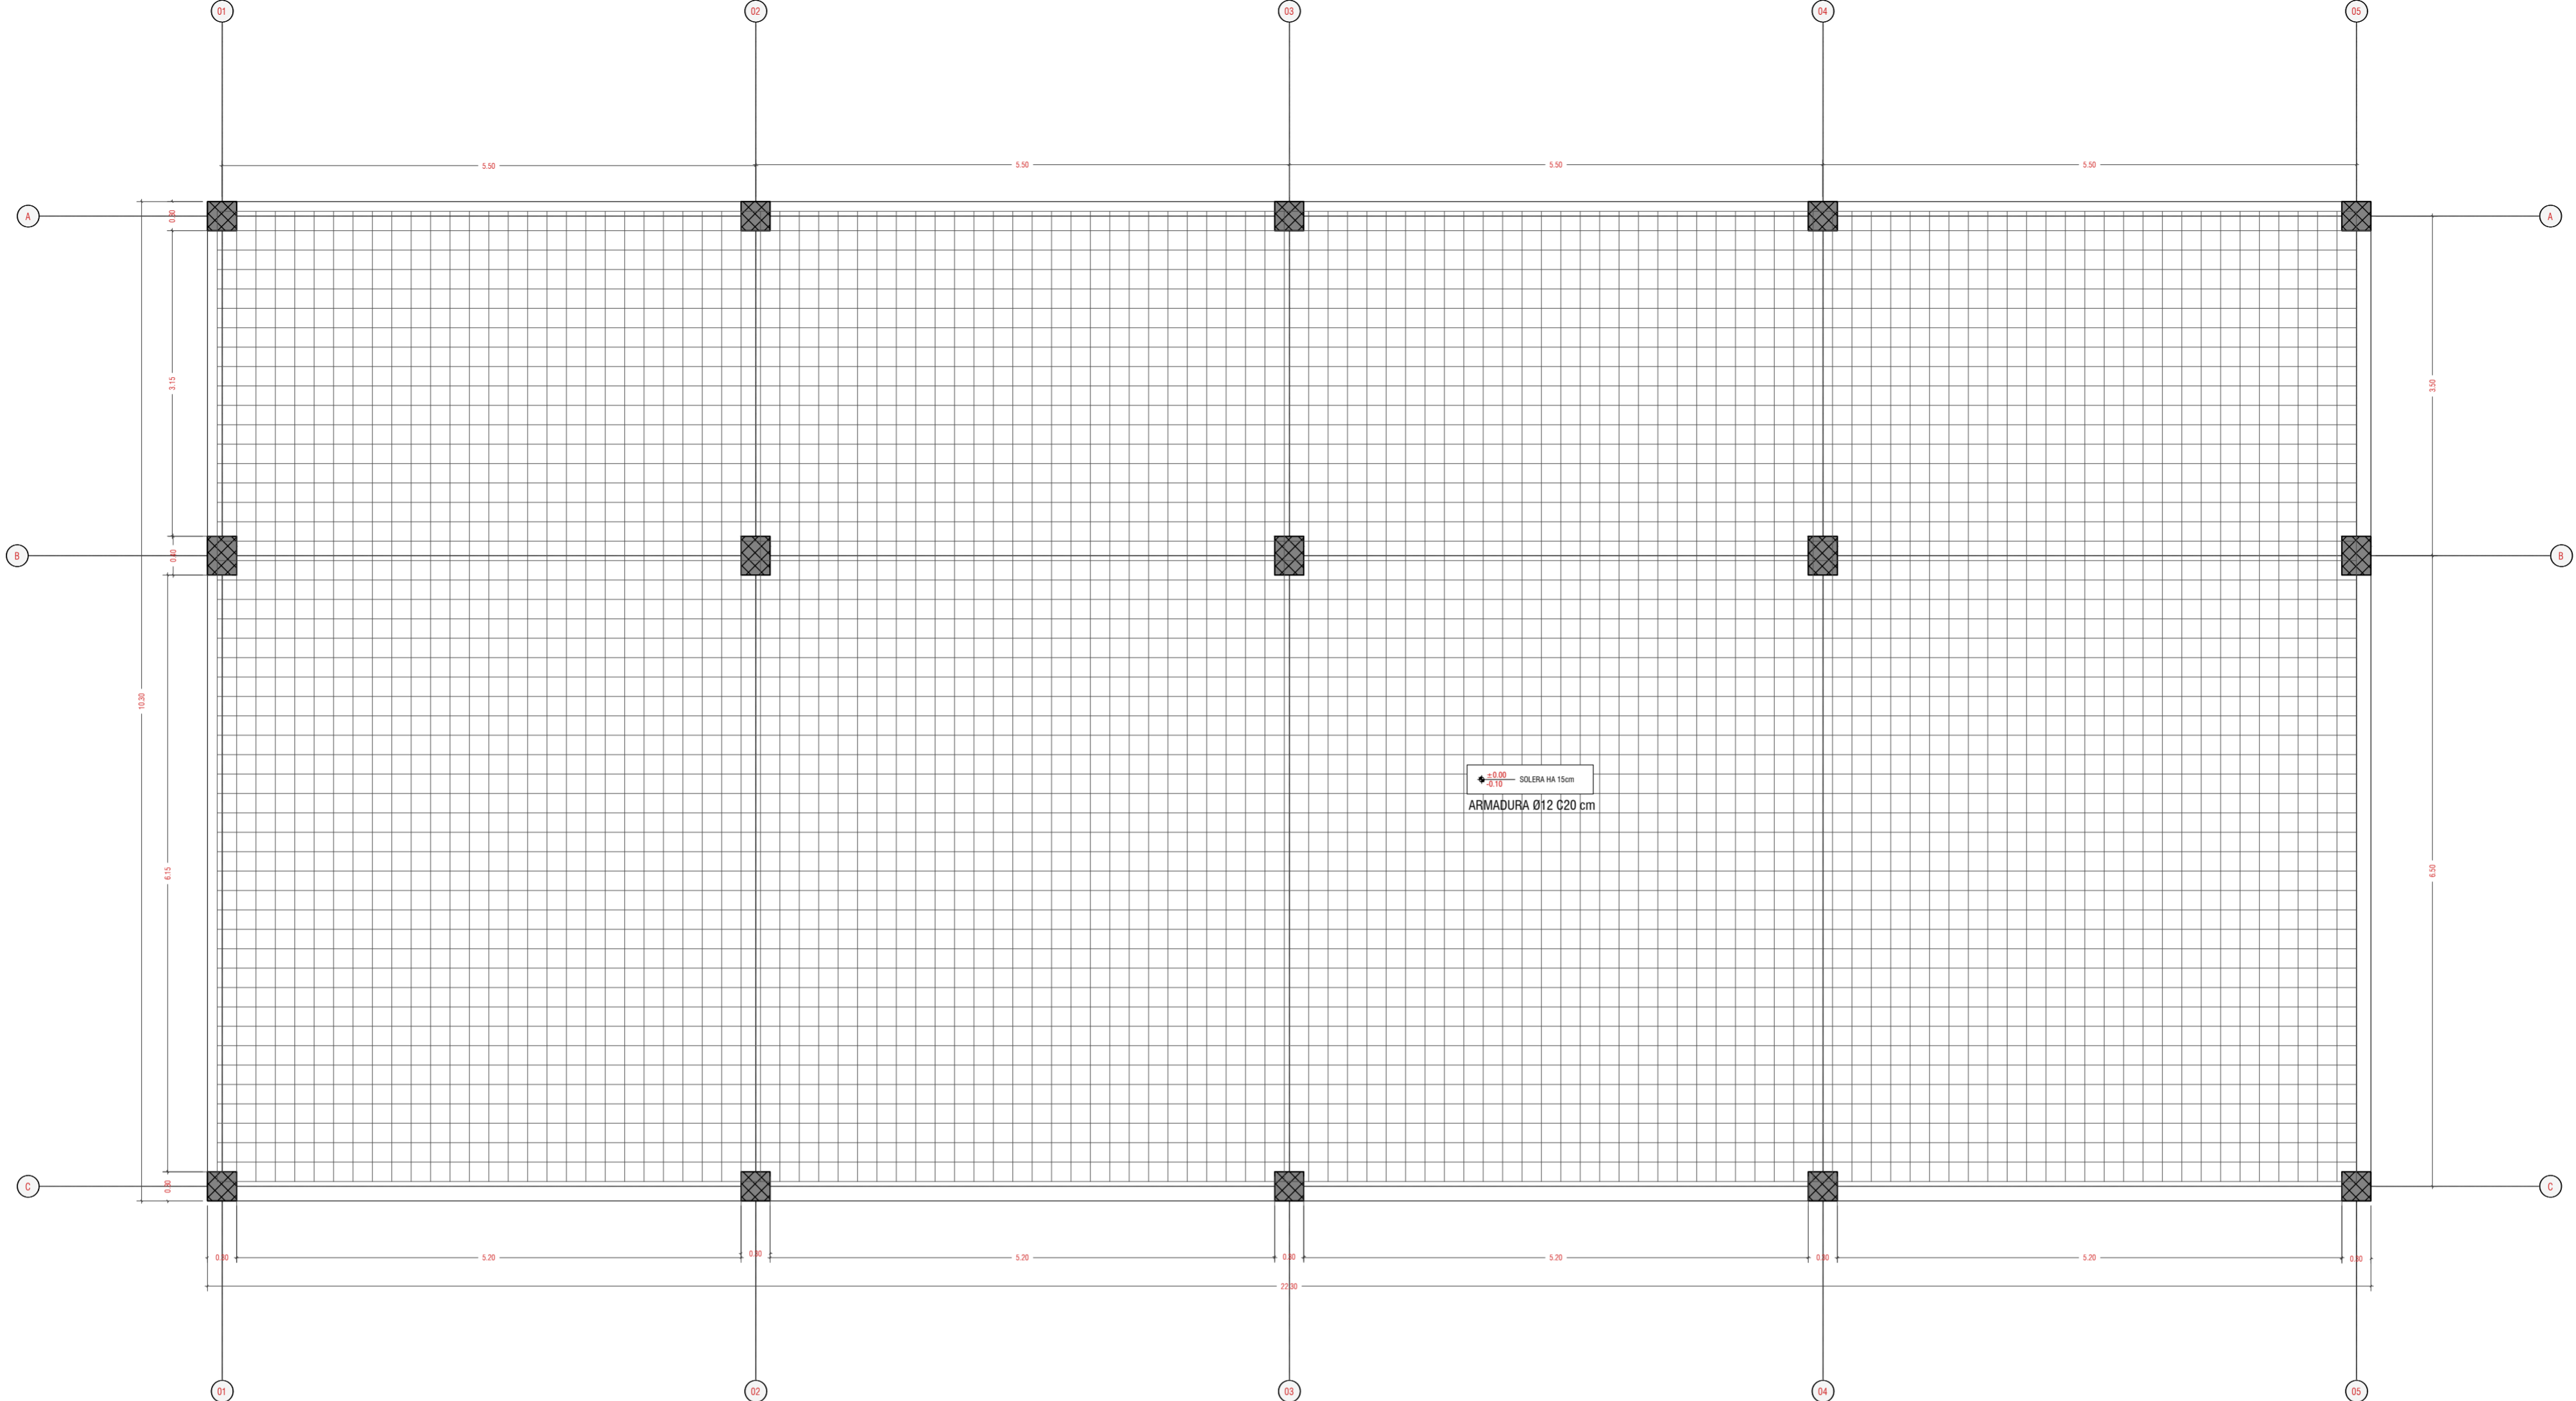 01 02 03 04 05
5.50 5.50 5.50 5.50
A 0.30 A
3.15 3.50
B 0.40 B
10.30
±0.00 SOLERA HA 15cm
-0.10
ARMADURA Ø12 C20 cm
6.15 6.50
C 0.30 C
0.30 5.20 0.30 5.20 0.30 5.20 0.30 5.20 0.30
22.30
01 02 03 04 05